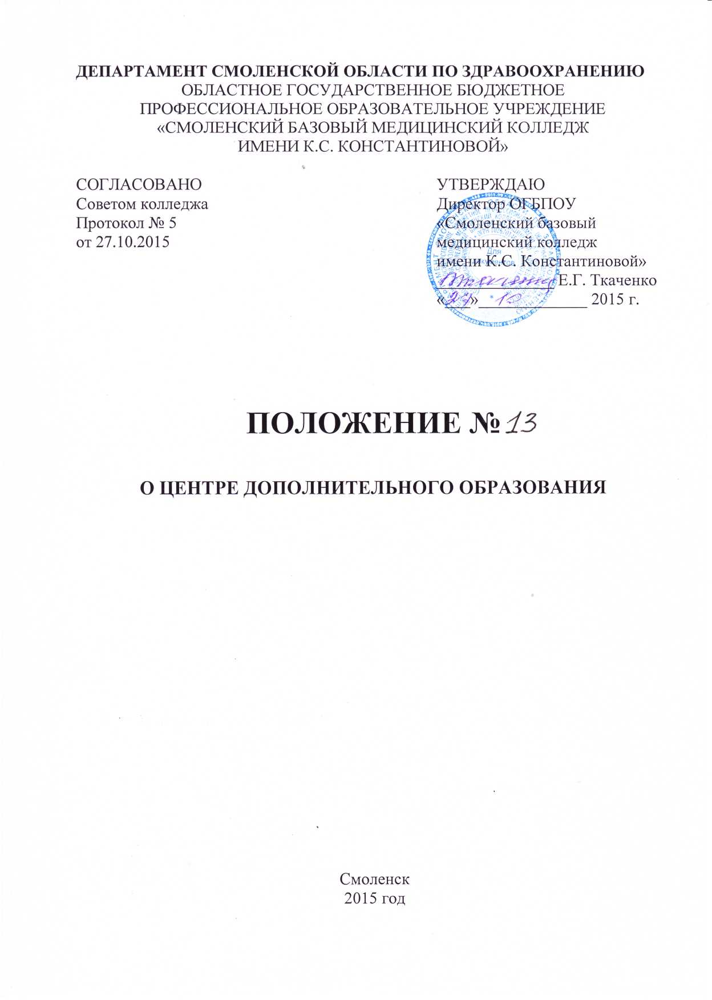 ДЕПАРТАМЕНТ СМОЛЕНСКОЙ ОБЛАСТИ ПО ЗДРАВООХРАНЕНИЮ
ОБЛАСТНОЕ ГОСУДАРСТВЕННОЕ БЮДЖЕТНОЕ
ПРОФЕССИОНАЛЬНОЕ ОБРАЗОВАТЕЛЬНОЕ УЧРЕЖДЕНИЕ
«СМОЛЕНСКИЙ БАЗОВЫЙ МЕДИЦИНСКИЙ КОЛЛЕДЖ
ИМЕНИ К.С. КОНСТАНТИНОВОЙ»
СОГЛАСОВАНО
Советом колледжа
Протокол № 5
от 27.10.2015
УТВЕРЖДАЮ
Директор ОГБПОУ
«Смоленский базовый
медицинский колледж
имени К.С. Константиновой»
Е.Г. Ткаченко
«27» 10 2015 г.
Для
документов
ПОЛОЖЕНИЕ № 13
О ЦЕНТРЕ ДОПОЛНИТЕЛЬНОГО ОБРАЗОВАНИЯ
Смоленск
2015 год